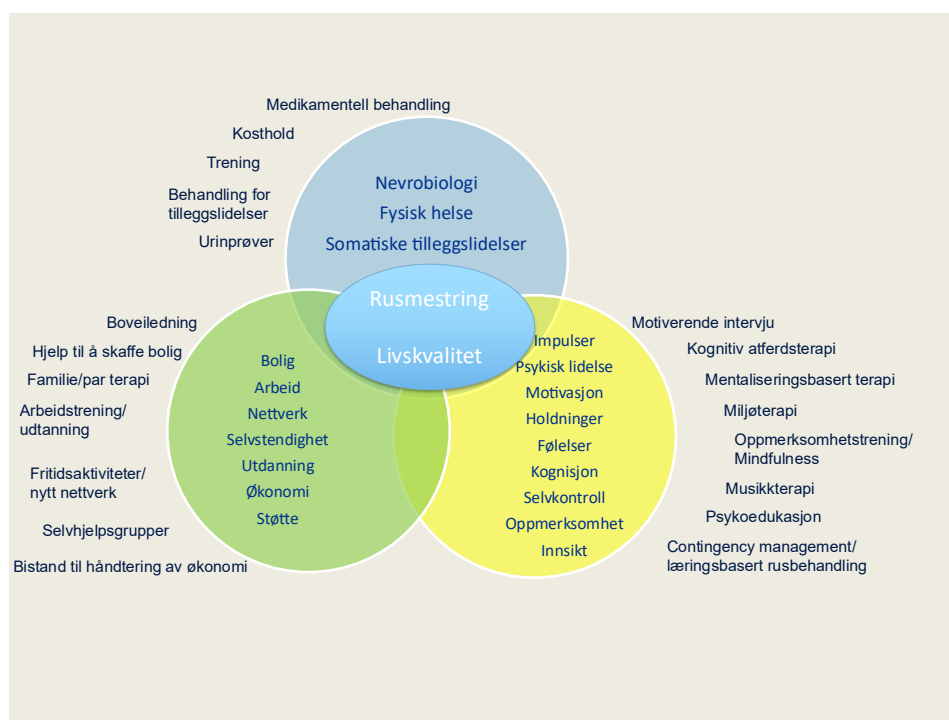 Medikamentell behandling
Kosthold
Trening
Behandling for
tilleggslidelser
Urinprøver
Nevrobiologi
Fysisk helse
Somatiske tilleggslidelser
Rusmestring
Livskvalitet
Boveiledning
Hjelp til å skaffe bolig
Familie/par terapi
Arbeidstrening/
udtanning
Fritidsaktiviteter/
nytt nettverk
Selvhjelpsgrupper
Bistand til håndtering av økonomi
Bolig
Arbeid
Nettverk
Selvstendighet
Utdanning
Økonomi
Støtte
Impulser
Psykisk lidelse
Motivasjon
Holdninger
Følelser
Kognisjon
Selvkontroll
Oppmerksomhet
Innsikt
Motiverende intervju
Kognitiv atferdsterapi
Mentaliseringsbasert terapi
Miljøterapi
Oppmerksomhetstrening/
Mindfulness
Musikkterapi
Psykoedukasjon
Contingency management/
læringsbasert rusbehandling